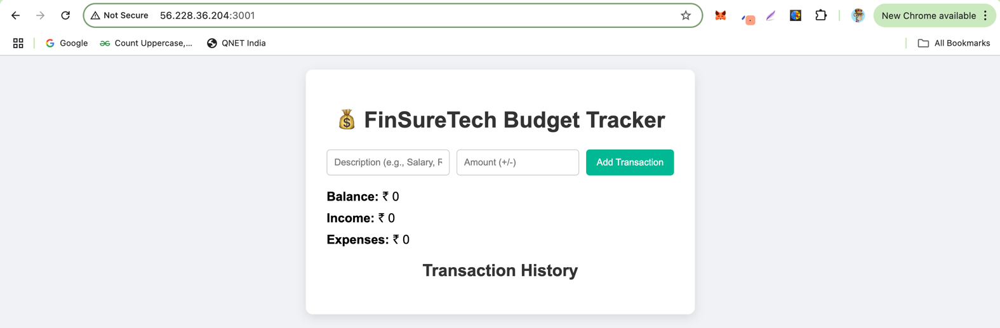 Not Secure 56.228.36.204:3001 New Chrome available
Google Count Uppercase,... QNET India All Bookmarks
FinSureTech Budget Tracker
Description (e.g., Salary, R Amount (+/-) Add Transaction
Balance: ₹ 0
Income: ₹ 0
Expenses: ₹ 0
Transaction History